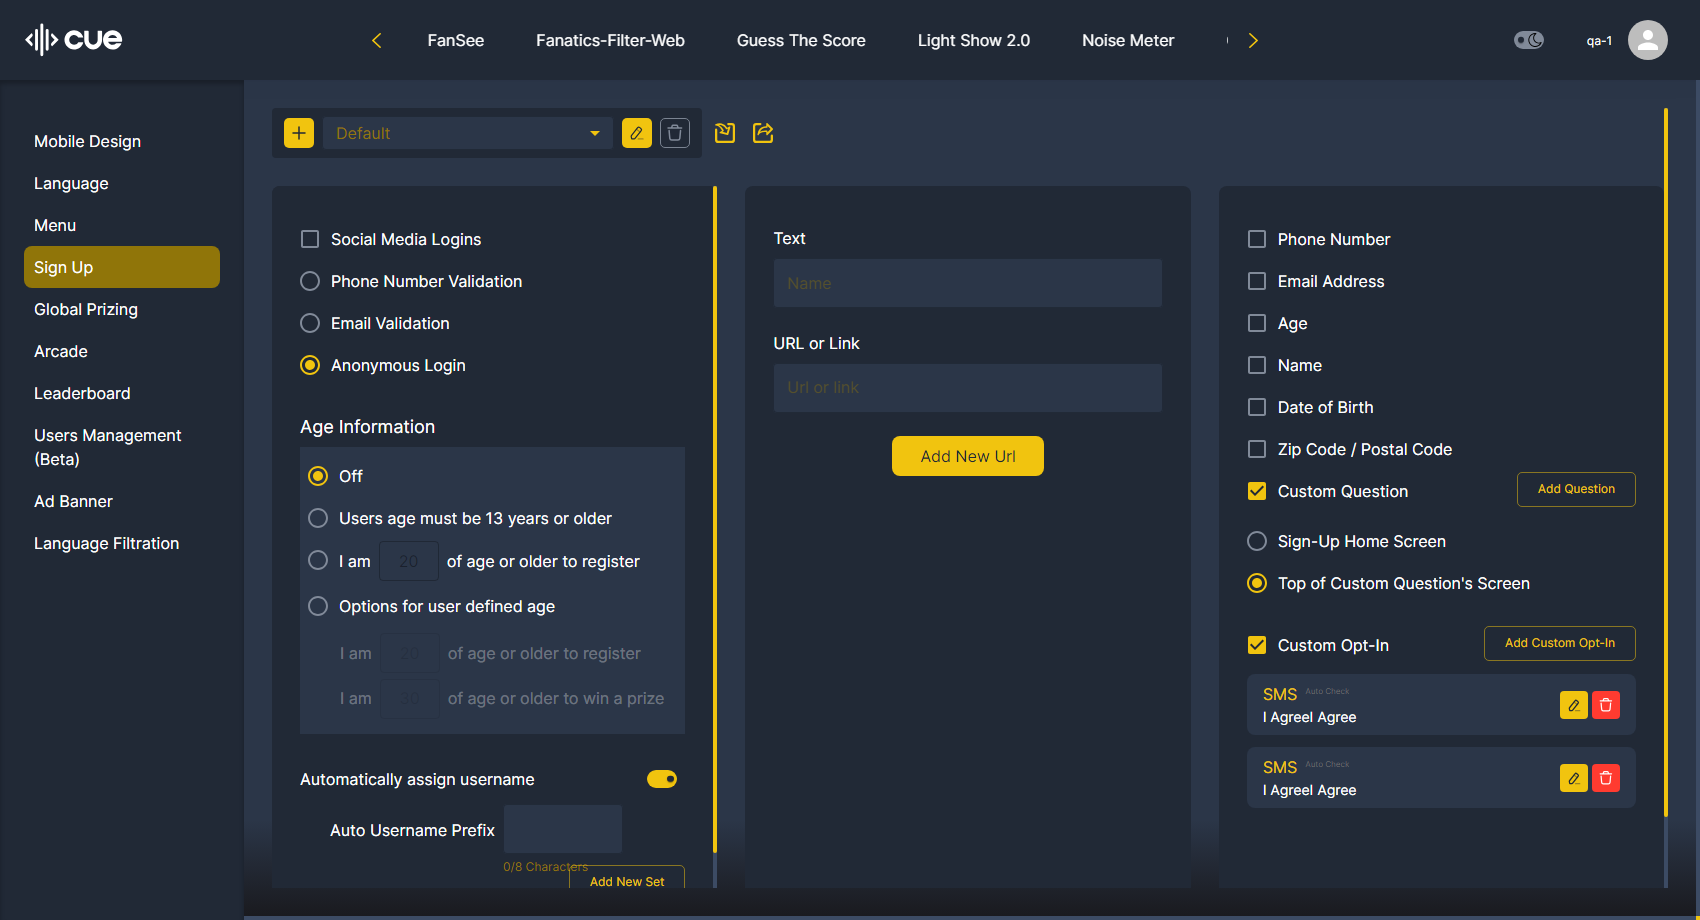 cue
FanSee
Fanatics-Filter-Web
Guess The Score
Light Show 2.0
Noise Meter
qa-1
Mobile Design
Language
Menu
Sign Up
Global Prizing
Arcade
Leaderboard
Users Management
(Beta)
Ad Banner
Language Filtration
Default
Social Media Logins
Phone Number Validation
Email Validation
Anonymous Login
Age Information
Off
Users age must be 13 years or older
I am 20 of age or older to register
Options for user defined age
I am 20 of age or older to register
I am 30 of age or older to win a prize
Automatically assign username
Auto Username Prefix
0/8 Characters
Add New Set
Text
Name
URL or Link
Url or link
Add New Url
Phone Number
Email Address
Age
Name
Date of Birth
Zip Code / Postal Code
Custom Question
Add Question
Sign-Up Home Screen
Top of Custom Question's Screen
Custom Opt-In
Add Custom Opt-In
SMS Auto Check
I AgreeI Agree
SMS Auto Check
I AgreeI Agree